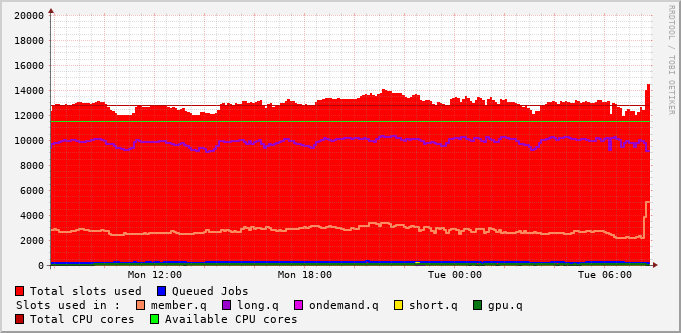 20000
18000
16000
14000
12000
10000
8000
6000
4000
2000
0
Mon 12:00 Mon 18:00 Tue 00:00 Tue 06:00
RRDTOOL / TOBI OETIKER
Total slots used Queued Jobs
Slots used in : member.q long.q ondemand.q short.q gpu.q
Total CPU cores Available CPU cores